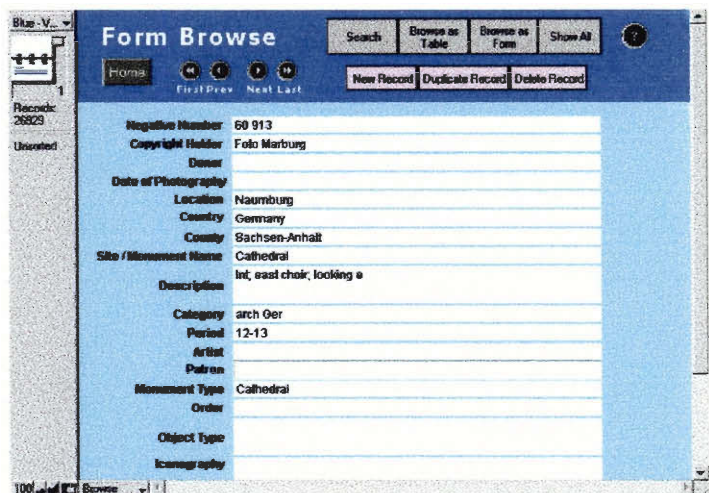 Blue-V...
Form Browse
Search
Browse as Table
Browse as Form
Show All
?
Home
First Prev Next Last
New Record Duplicate Record Delete Record
1
Records:
26829
Unsorted
Negative Number 60 913
Copyright Holder Foto Marburg
Donor
Date of Photography
Location Naumburg
Country Germany
County Sachsen-Anhalt
Site / Monument Name Cathedral
Description Int; east choir; looking e
Category arch Ger
Period 12-13
Artist
Patron
Monument Type Cathedral
Order
Object Type
Iconography
100 Browse